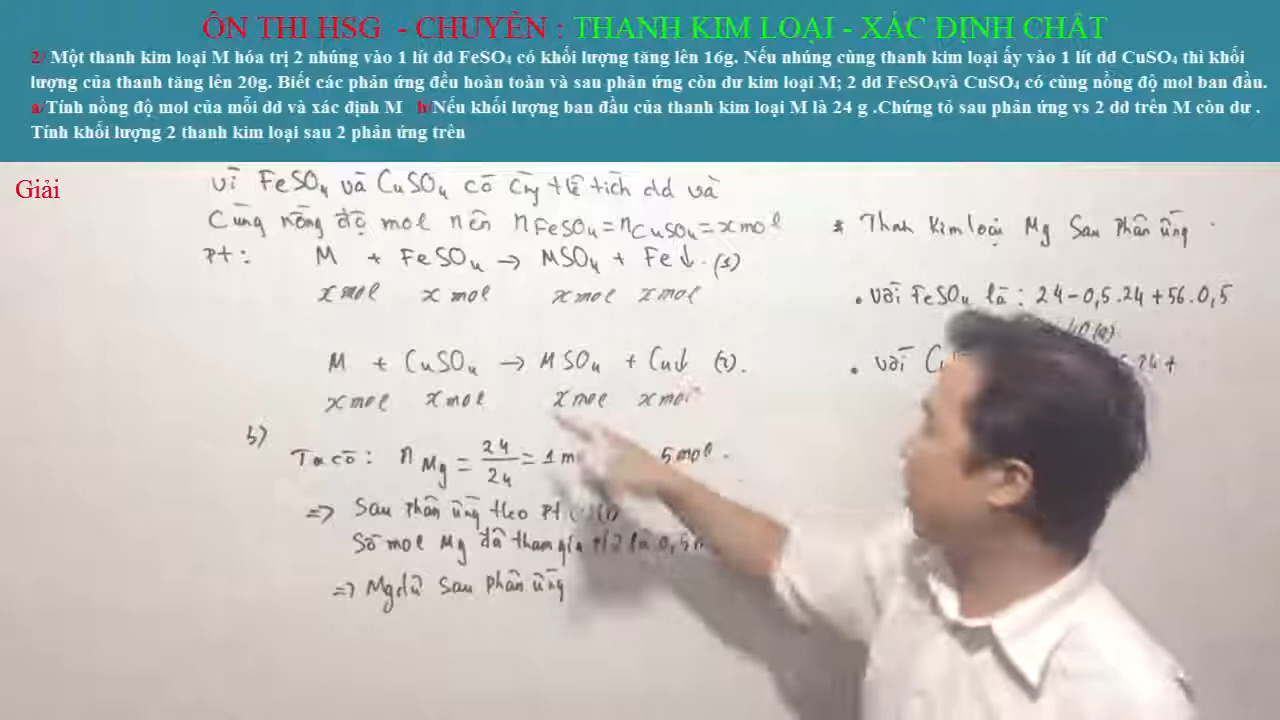 ÔN THI HSG - CHUYÊN : THANH KIM LOẠI - XÁC ĐỊNH CHẤT
2/ Một thanh kim loại M hóa trị 2 nhúng vào 1 lít dd FeSO₄ có khối lượng tăng lên 16g. Nếu nhúng cùng thanh kim loại ấy vào 1 lít dd CuSO₄ thì khối
lượng của thanh tăng lên 20g. Biết các phản ứng đều hoàn toàn và sau phản ứng còn dư kim loại M; 2 dd FeSO₄và CuSO₄ có cùng nồng độ mol ban đầu.
a/Tính nồng độ mol của mỗi dd và xác định M b/Nếu khối lượng ban đầu của thanh kim loại M là 24 g .Chứng tỏ sau phản ứng vs 2 dd trên M còn dư .
Tính khối lượng 2 thanh kim loại sau 2 phản ứng trên
Giải
Vì FeSO₄ và CuSO₄ có cùng thể tích dd và
cùng nồng độ mol nên nFeSO₄=nCuSO₄=x mol
Pt: M + FeSO₄ → MSO₄ + Fe↓ (1)
x mol x mol x mol x mol
M + CuSO₄ → MSO₄ + Cu↓ (2).
x mol x mol x mol x mol
b) Ta có: nMg = 24/24 = 1 5 mol.
⇒ Sau phản ứng theo pt
Số mol Mg đã tham gia là 0,5
⇒ Mg dư sau phản ứng
* Thanh kim loại Mg sau phản ứng.
• với FeSO₄ là: 24-0,5.24+56.0,5
• với